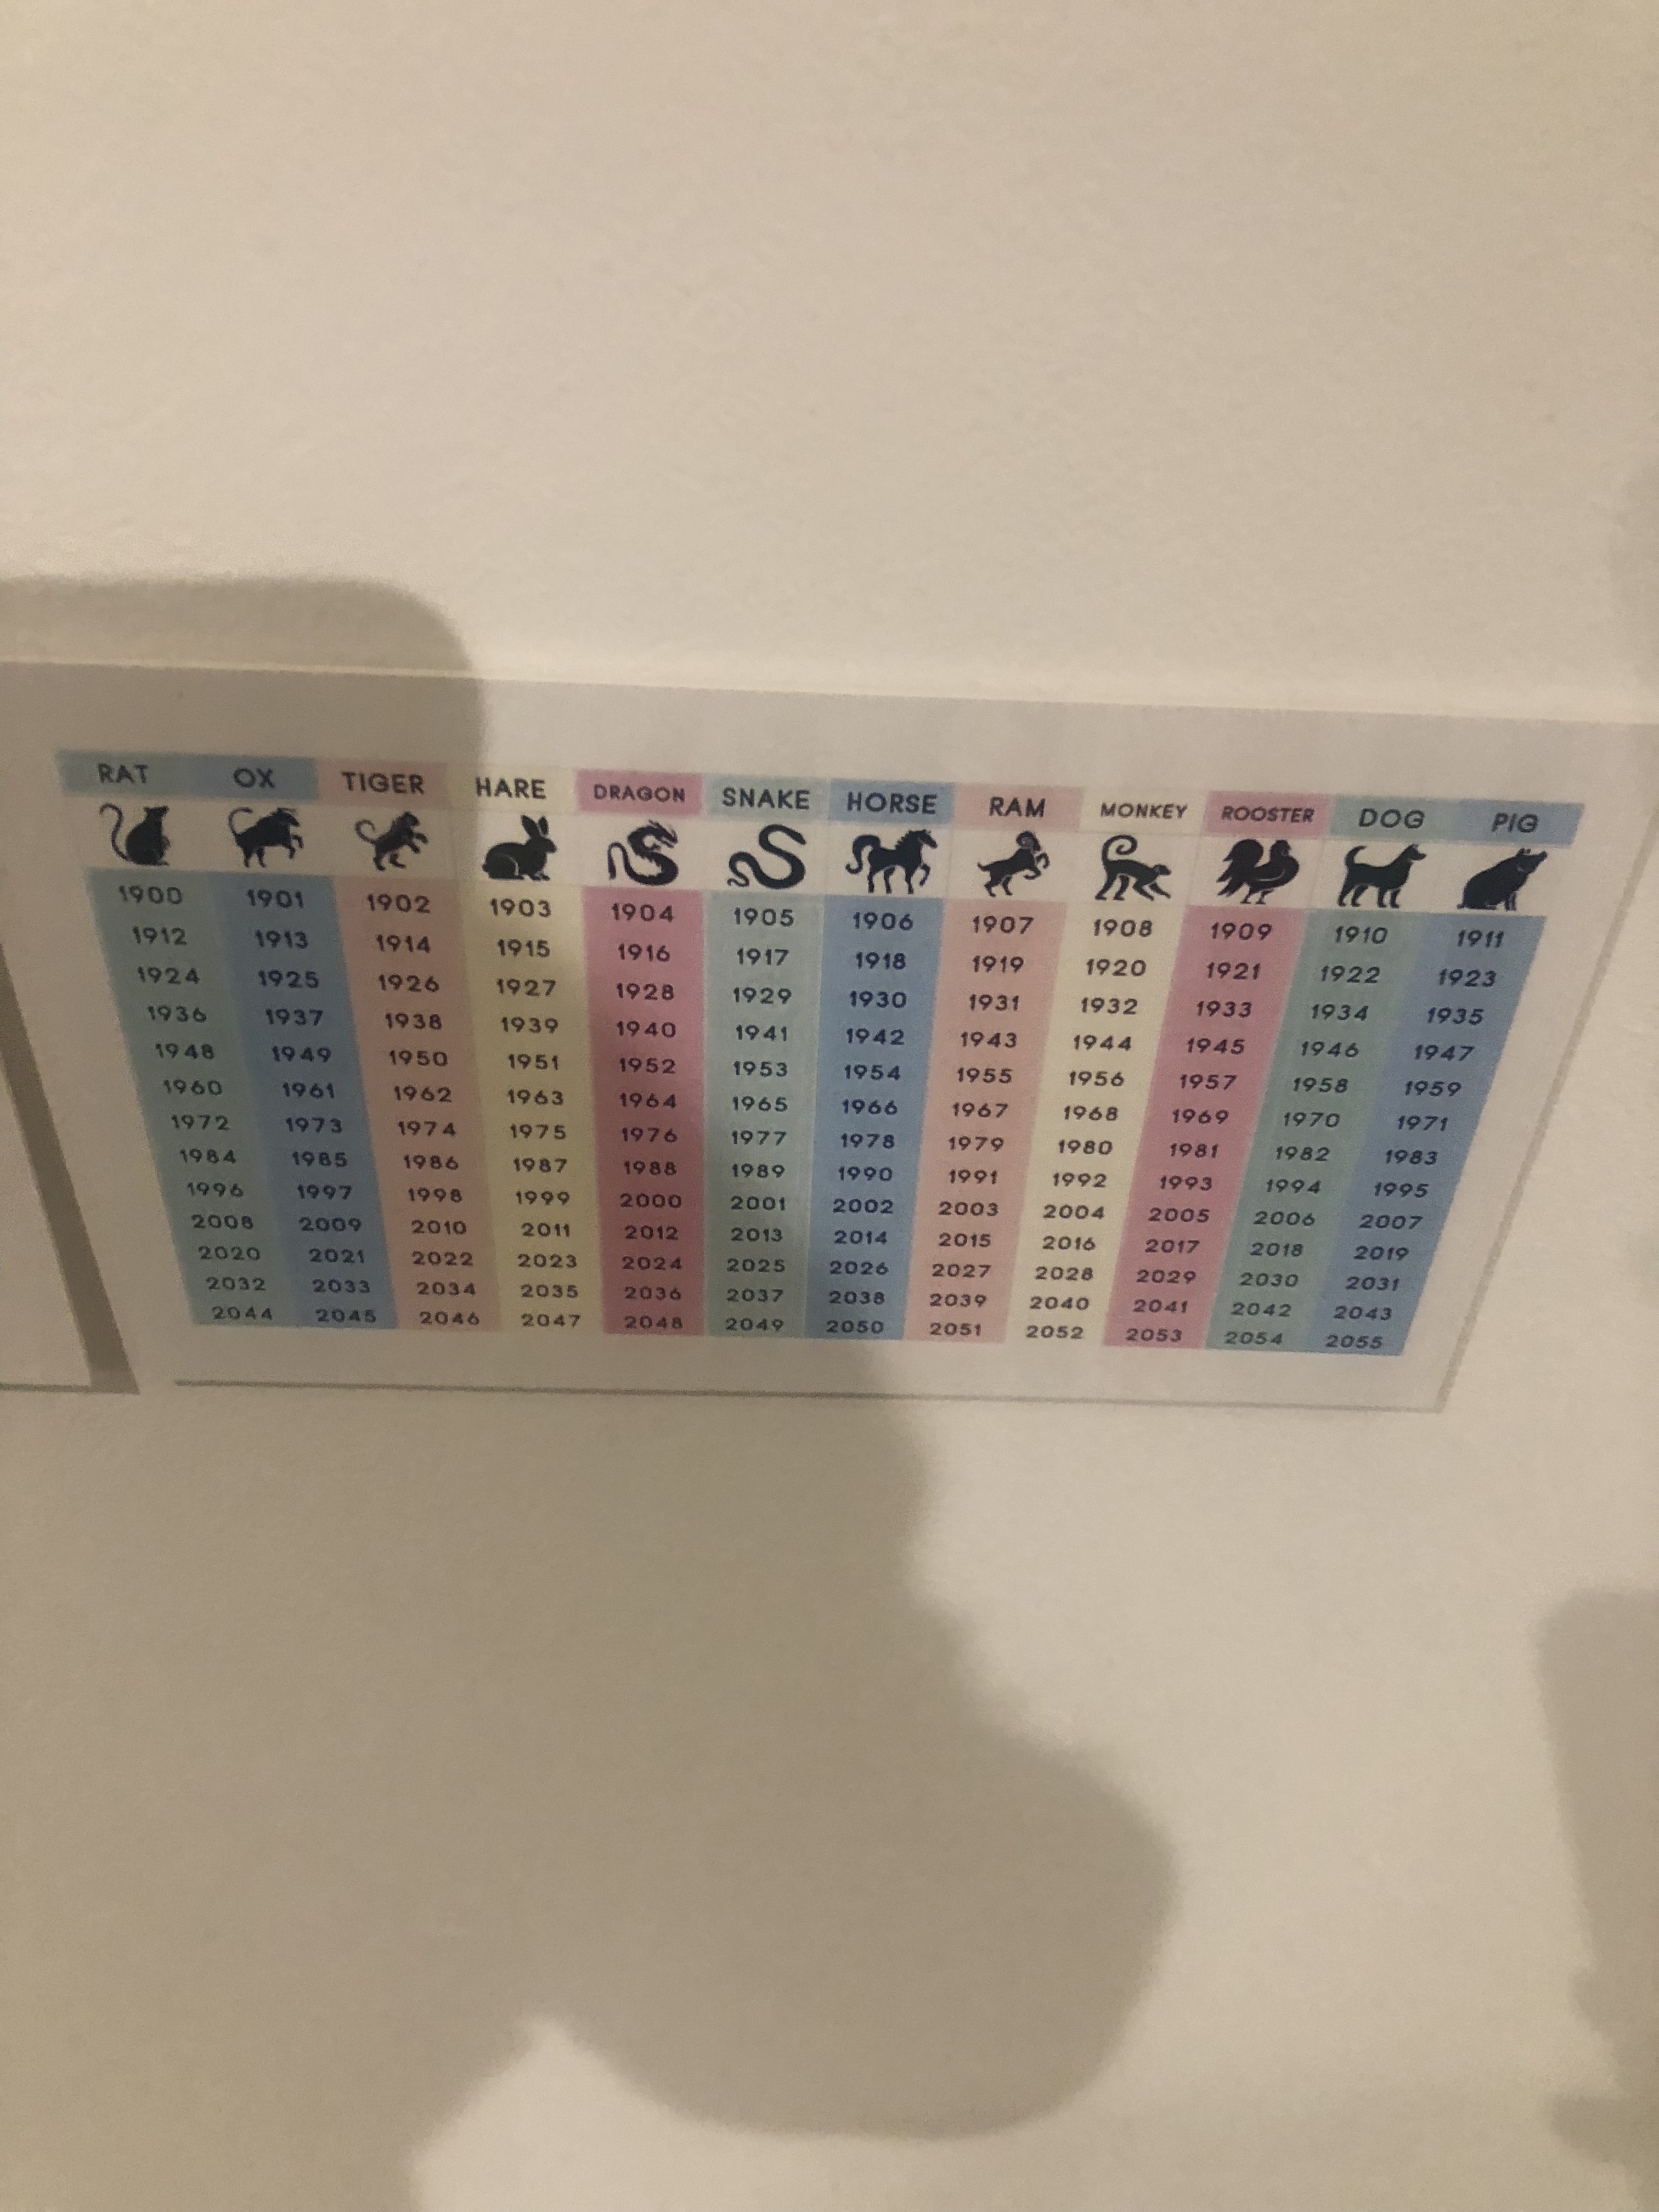 RAT OX TIGER HARE DRAGON SNAKE HORSE RAM MONKEY ROOSTER DOG PIG
1900 1901 1902 1903 1904 1905 1906 1907 1908 1909 1910 1911
1912 1913 1914 1915 1916 1917 1918 1919 1920 1921 1922 1923
1924 1925 1926 1927 1928 1929 1930 1931 1932 1933 1934 1935
1936 1937 1938 1939 1940 1941 1942 1943 1944 1945 1946 1947
1948 1949 1950 1951 1952 1953 1954 1955 1956 1957 1958 1959
1960 1961 1962 1963 1964 1965 1966 1967 1968 1969 1970 1971
1972 1973 1974 1975 1976 1977 1978 1979 1980 1981 1982 1983
1984 1985 1986 1987 1988 1989 1990 1991 1992 1993 1994 1995
1996 1997 1998 1999 2000 2001 2002 2003 2004 2005 2006 2007
2008 2009 2010 2011 2012 2013 2014 2015 2016 2017 2018 2019
2020 2021 2022 2023 2024 2025 2026 2027 2028 2029 2030 2031
2032 2033 2034 2035 2036 2037 2038 2039 2040 2041 2042 2043
2044 2045 2046 2047 2048 2049 2050 2051 2052 2053 2054 2055